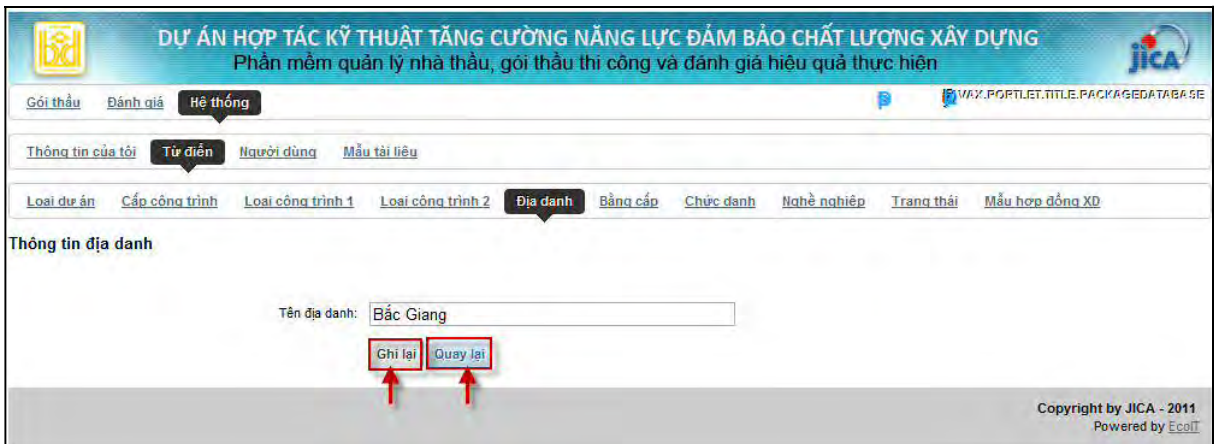 DỰ ÁN HỢP TÁC KỸ THUẬT TĂNG CƯỜNG NĂNG LỰC ĐẢM BẢO CHẤT LƯỢNG XÂY DỰNG
Phần mềm quản lý nhà thầu, gói thầu thi công và đánh giá hiệu quả thực hiện
bxd
jica
Gói thầu Đánh giá Hệ thống
VAX.PORTLET.TITLE.PACKAGEDATABASE
Thông tin của tôi Từ điển Người dùng Mẫu tài liệu
Loại dự án Cấp công trình Loại công trình 1 Loại công trình 2 Địa danh Bằng cấp Chức danh Nghề nghiệp Trạng thái Mẫu hợp đồng XD
Thông tin địa danh
Tên địa danh: Bắc Giang
Ghi lại Quay lại
Copyright by JICA - 2011
Powered by EcoIT